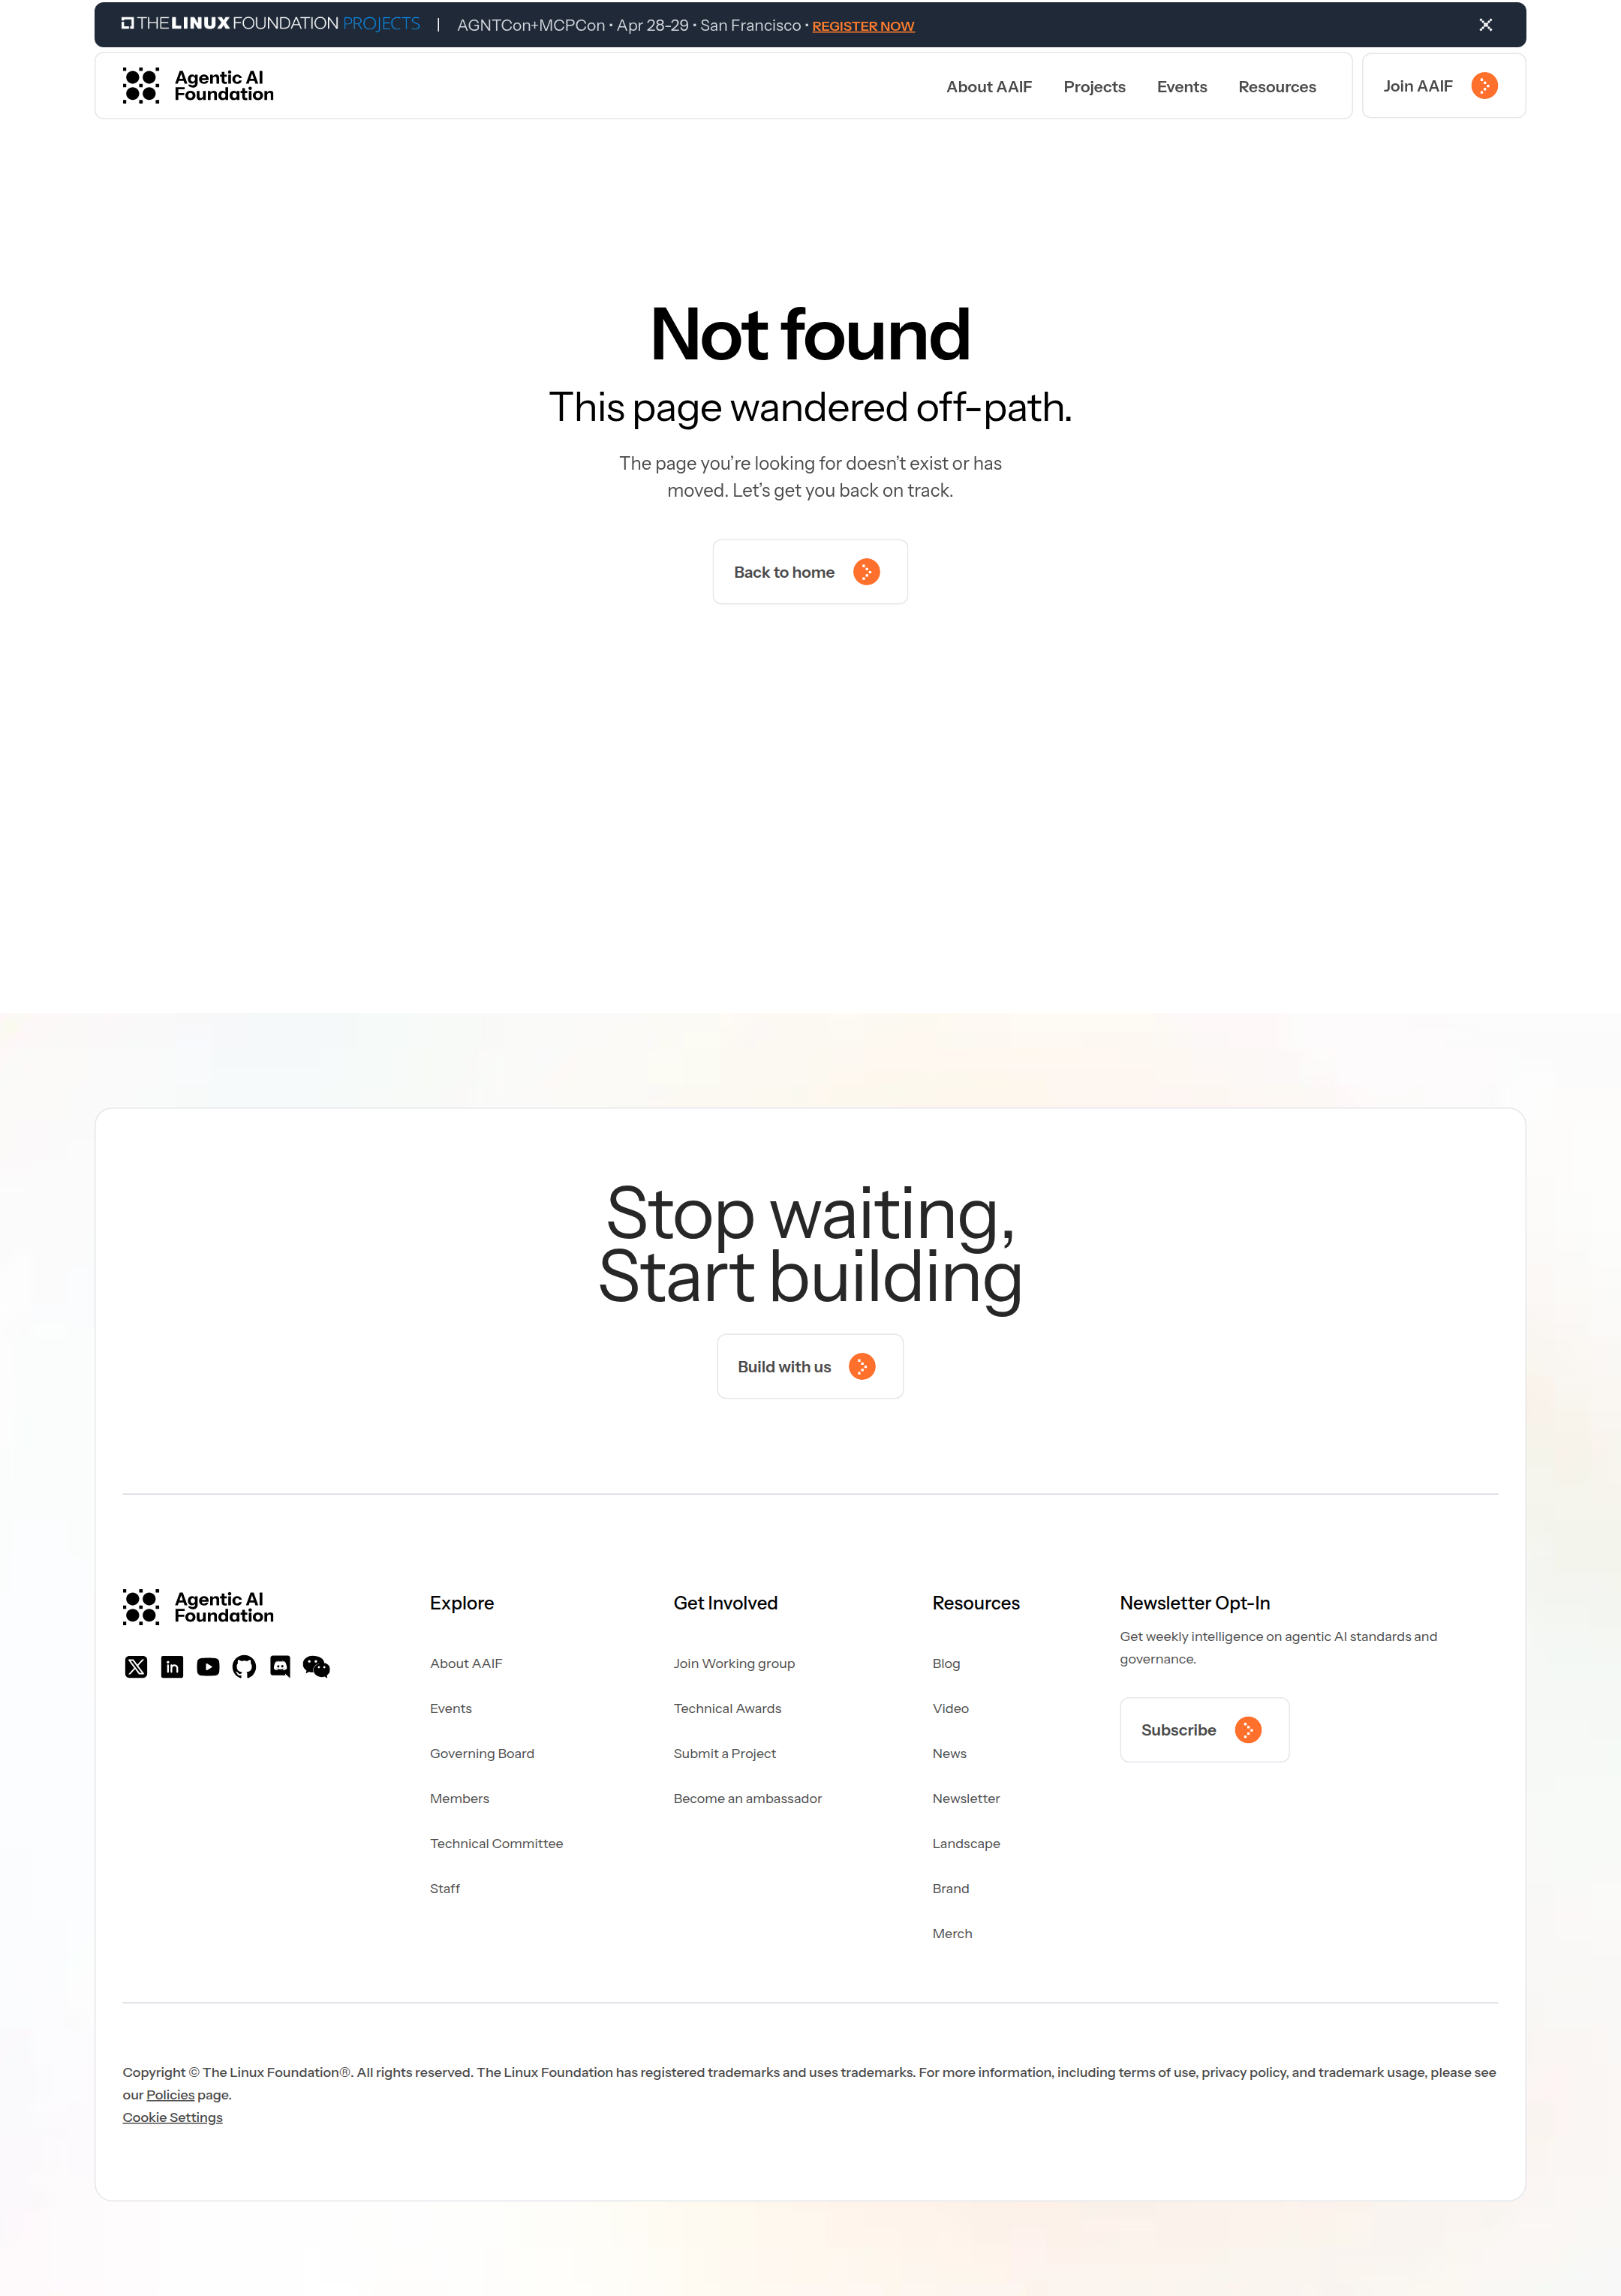 THE LINUX FOUNDATION PROJECTS | AGNTCon+MCPCon • Apr 28-29 • San Francisco • REGISTER NOW
Agentic AI
Foundation
About AAIF Projects Events Resources
Join AAIF
Not found
This page wandered off-path.
The page you’re looking for doesn’t exist or has
moved. Let’s get you back on track.
Back to home
Stop waiting,
Start building
Build with us
Agentic AI
Foundation
Explore
About AAIF
Events
Governing Board
Members
Technical Committee
Staff
Get Involved
Join Working group
Technical Awards
Submit a Project
Become an ambassador
Resources
Blog
Video
News
Newsletter
Landscape
Brand
Merch
Newsletter Opt-In
Get weekly intelligence on agentic AI standards and
governance.
Subscribe
Copyright © The Linux Foundation®. All rights reserved. The Linux Foundation has registered trademarks and uses trademarks. For more information, including terms of use, privacy policy, and trademark usage, please see
our Policies page.
Cookie Settings